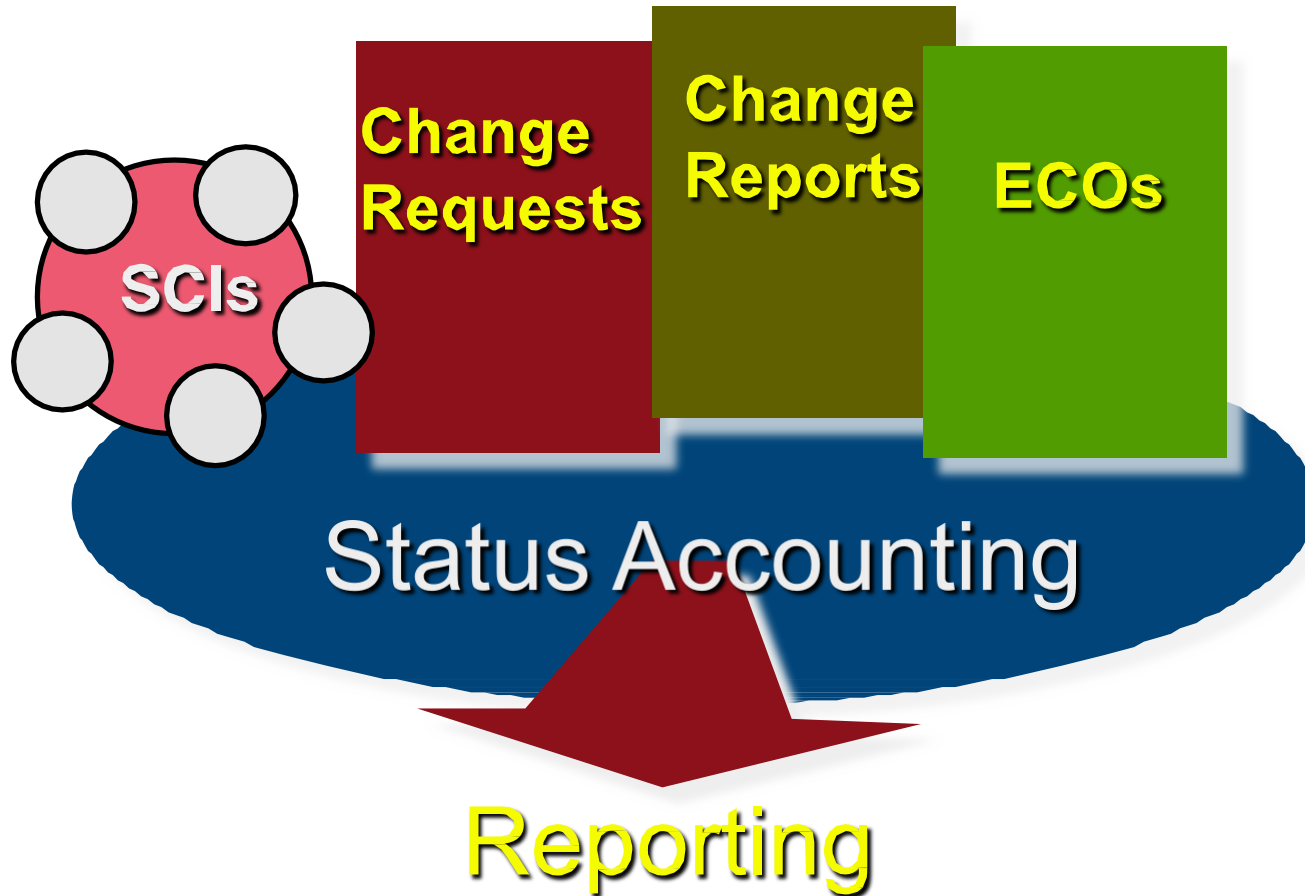 SCIs
Change
Requests
Change
Reports
ECOs
Status Accounting
Reporting